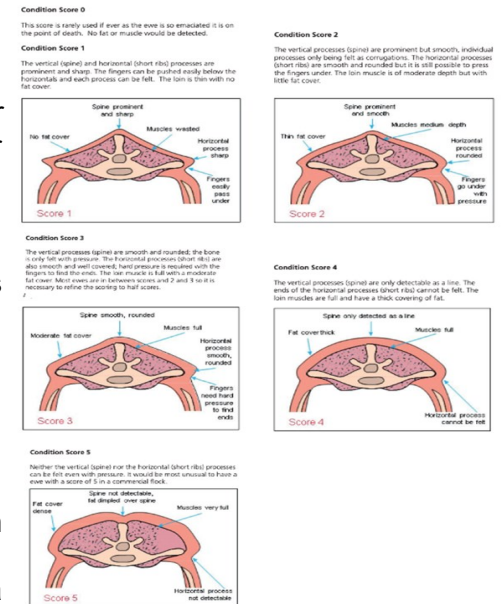 Condition Score 0
This score is rarely used if ever as the ewe is so emaciated it is on
the point of death. No fat or muscle would be detected.
Condition Score 1
The vertical (spine) and horizontal (short ribs) processes are
prominent and sharp. The fingers can be pushed easily below the
horizontals and each process can be felt. The loin is thin with no
fat cover.
Spine prominent
and sharp
No fat cover
Muscles wasted
Horizontal
process
sharp
Fingers
easily
pass
under
Score 1
Condition Score 2
The vertical processes (spine) are prominent but smooth, individual
processes only being felt as corrugations. The horizontal processes
(short ribs) are smooth and rounded but it is still possible to press
the fingers under. The loin muscle is of moderate depth but with
little fat cover.
Spine prominent
and smooth
Thin fat cover
Muscles medium depth
Horizontal
process
rounded
Fingers
go under
with
pressure
Score 2
Condition Score 3
The vertical processes (spine) are smooth and rounded; the bone
is only felt with pressure. The horizontal processes (short ribs) are
also smooth and well covered; hard pressure is required with the
fingers to find the ends. The loin muscle is full with a moderate
fat cover. Most ewes are in between scores and 2 and 3 so it is
necessary to refine the scoring to half scores.
Spine smooth, rounded
Moderate fat cover
Muscles full
Horizontal
process
smooth,
rounded
Fingers
need hard
pressure
to find
ends
Score 3
Condition Score 4
The vertical processes (spine) are only detectable as a line. The
ends of the horizontal processes (short ribs) cannot be felt. The
loin muscles are full and have a thick covering of fat.
Spine only detected as a line
Fat cover thick
Muscles full
Horizontal process
cannot be felt
Score 4
Condition Score 5
Neither the vertical (spine) nor the horizontal (short ribs) processes
can be felt even with pressure. It would be most unusual to have a
ewe with a score of 5 in a commercial flock.
Spine not detectable,
fat dimpled over spine
Fat cover
dense
Muscles very full
Horizontal process
not detectable
Score 5